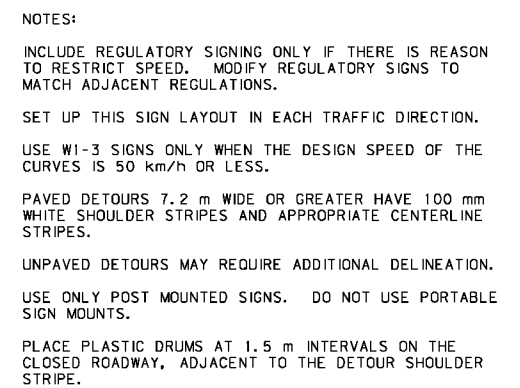 NOTES:
INCLUDE REGULATORY SIGNING ONLY IF THERE IS REASON
TO RESTRICT SPEED. MODIFY REGULATORY SIGNS TO
MATCH ADJACENT REGULATIONS.
SET UP THIS SIGN LAYOUT IN EACH TRAFFIC DIRECTION.
USE W1-3 SIGNS ONLY WHEN THE DESIGN SPEED OF THE
CURVES IS 50 km/h OR LESS.
PAVED DETOURS 7.2 m WIDE OR GREATER HAVE 100 mm
WHITE SHOULDER STRIPES AND APPROPRIATE CENTERLINE
STRIPES.
UNPAVED DETOURS MAY REQUIRE ADDITIONAL DELINEATION.
USE ONLY POST MOUNTED SIGNS. DO NOT USE PORTABLE
SIGN MOUNTS.
PLACE PLASTIC DRUMS AT 1.5 m INTERVALS ON THE
CLOSED ROADWAY, ADJACENT TO THE DETOUR SHOULDER
STRIPE.